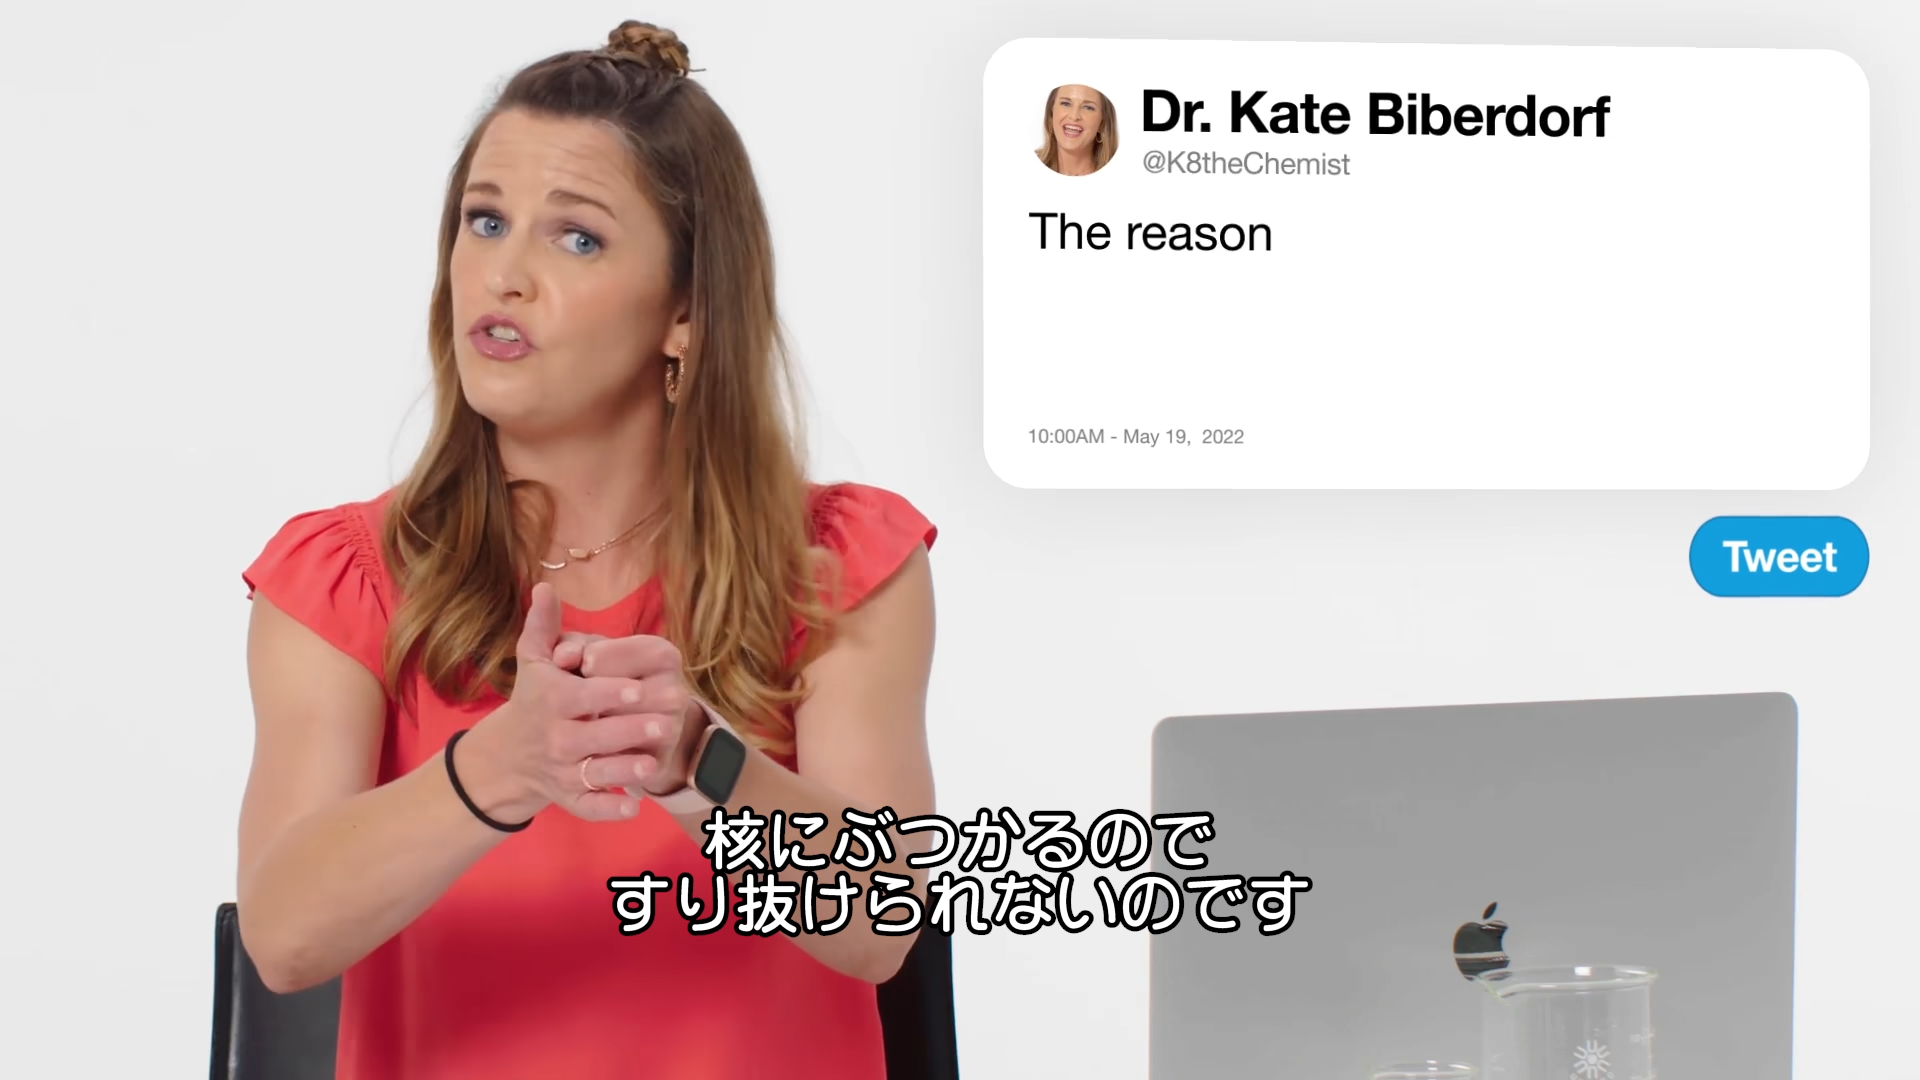 Dr. Kate Biberdorf
@K8theChemist
The reason
10:00AM - May 19, 2022
Tweet
核にぶつかるので
すり抜けられないのです